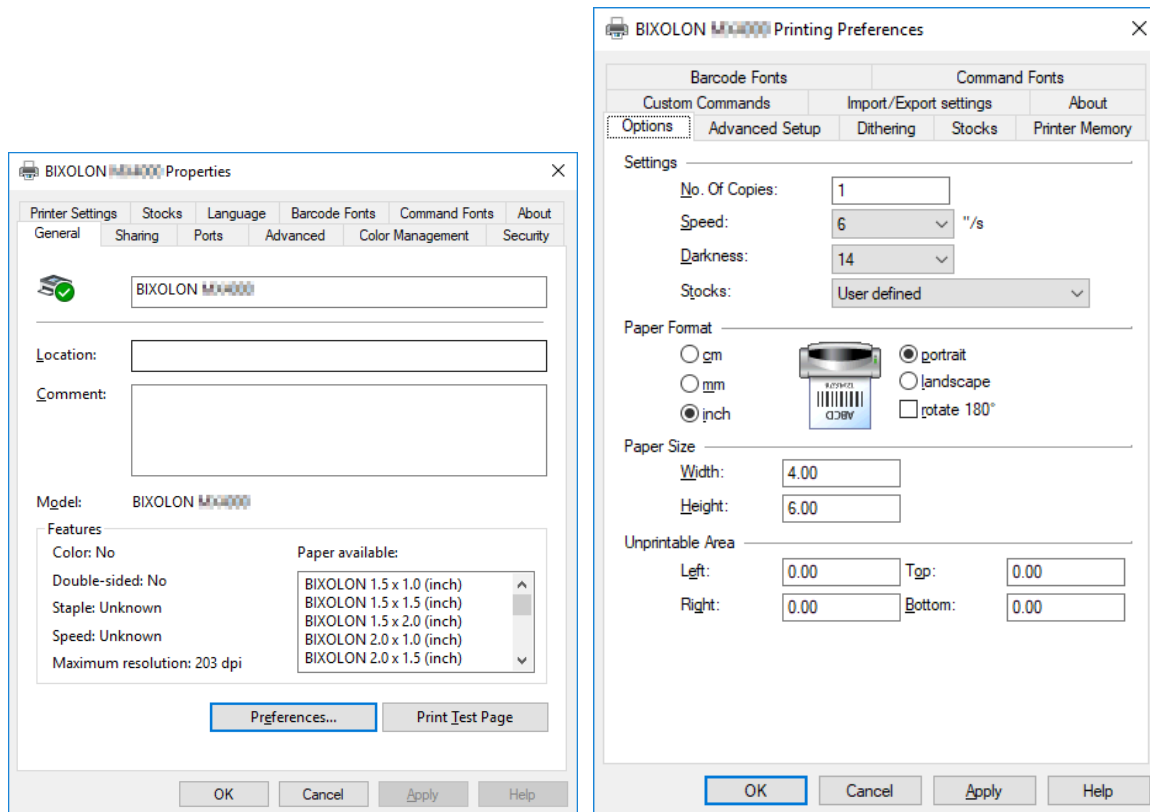 BIXOLON Properties
Printer Settings Stocks Language Barcode Fonts Command Fonts About
General Sharing Ports Advanced Color Management Security
BIXOLON
Location:
Comment:
Model: BIXOLON
Features
Color: No
Double-sided: No
Staple: Unknown
Speed: Unknown
Maximum resolution: 203 dpi
Paper available:
BIXOLON 1.5 x 1.0 (inch)
BIXOLON 1.5 x 1.5 (inch)
BIXOLON 1.5 x 2.0 (inch)
BIXOLON 2.0 x 1.0 (inch)
BIXOLON 2.0 x 1.5 (inch)
Preferences... Print Test Page
OK Cancel Apply Help
BIXOLON Printing Preferences
Barcode Fonts Command Fonts
Custom Commands Import/Export settings About
Options Advanced Setup Dithering Stocks Printer Memory
Settings
No. Of Copies: 1
Speed: 6 "/s
Darkness: 14
Stocks: User defined
Paper Format
cm
mm
inch
12345678
ABCD
portrait
landscape
rotate 180°
Paper Size
Width: 4.00
Height: 6.00
Unprintable Area
Left: 0.00 Top: 0.00
Right: 0.00 Bottom: 0.00
OK Cancel Apply Help